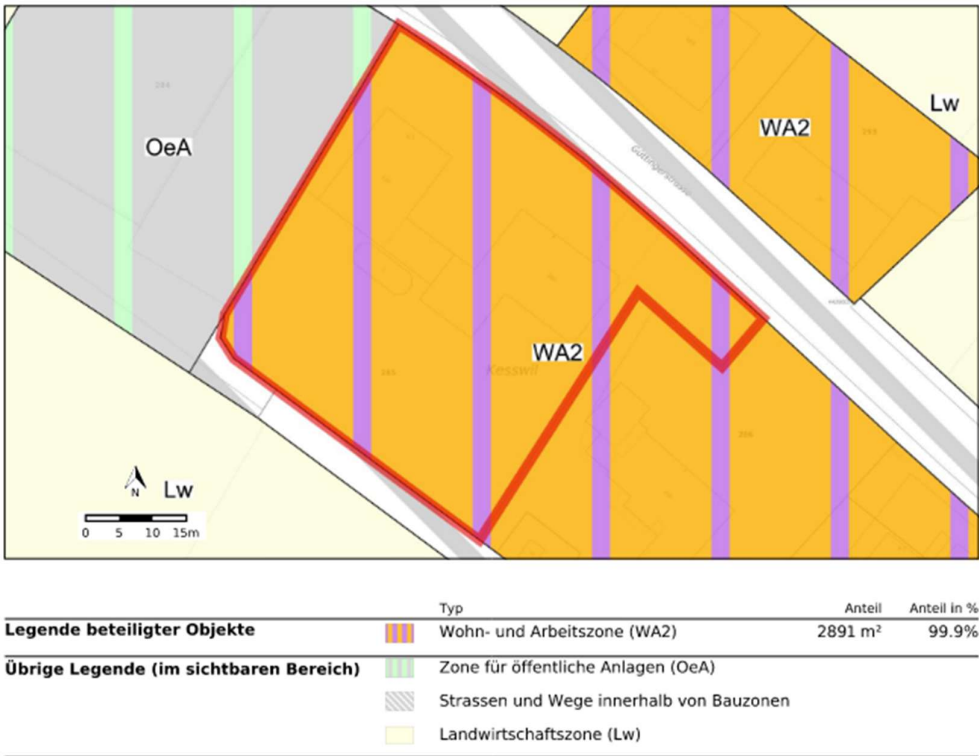 Lw
WA2
OeA
WA2
Kesswil
Lw
N
0 5 10 15m
Typ Anteil Anteil in %
Legende beteiligter Objekte Wohn- und Arbeitszone (WA2) 2891 m² 99.9%
Übrige Legende (im sichtbaren Bereich) Zone für öffentliche Anlagen (OeA)
Strassen und Wege innerhalb von Bauzonen
Landwirtschaftszone (Lw)